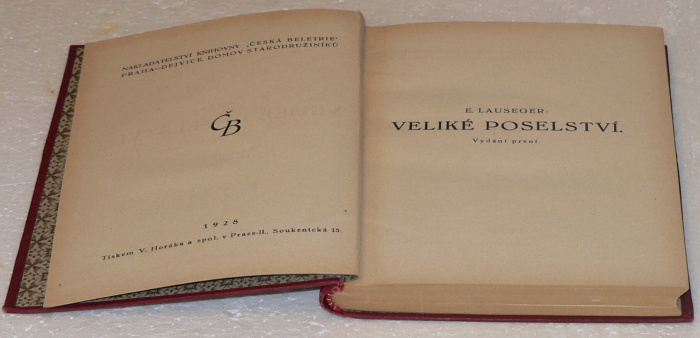 NAKLADATELSTVÍ KNIHOVNY „ČESKÁ BELETRIE“
PRAHA—DEJVICE, DOMOV STARODRUŽINÍKŮ
ČB
1928
Tiskem V. Horáka a spol. v Praze-II., Soukenická 15.
E. LAUSEGER:
VELIKÉ POSELSTVÍ.
Vydání první.